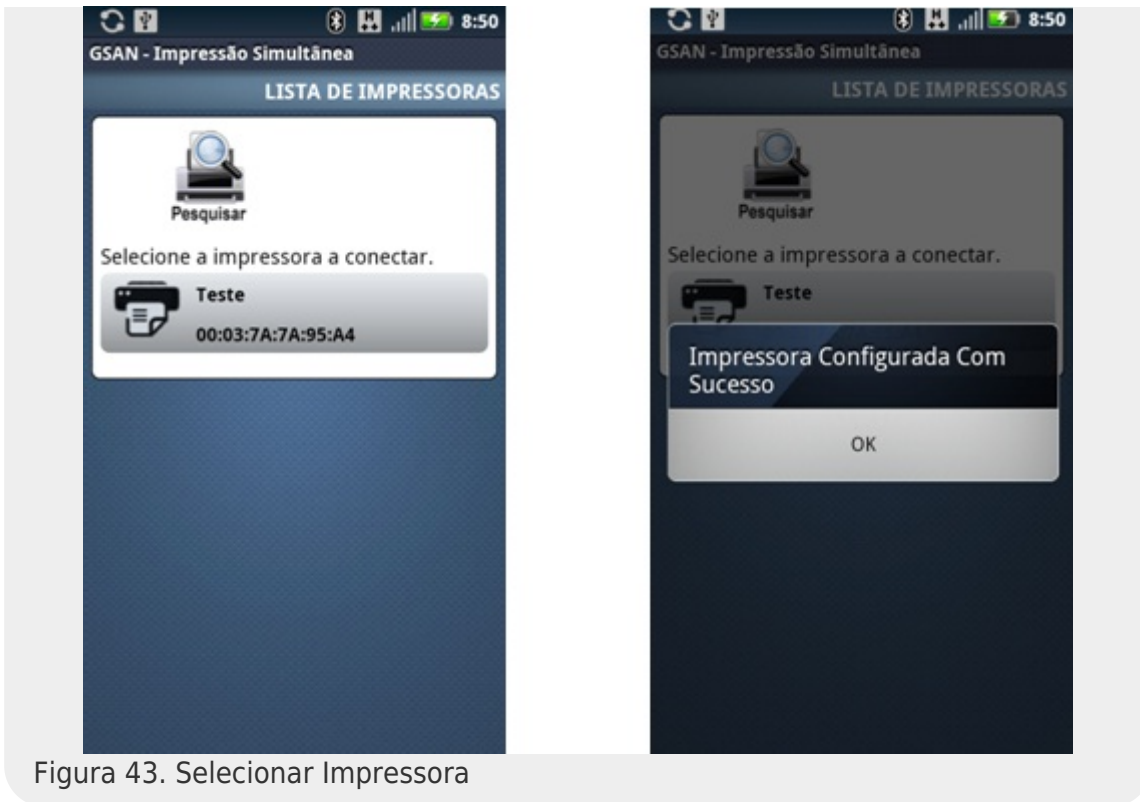 8:50
GSAN - Impressão Simultânea
LISTA DE IMPRESSORAS
Pesquisar
Selecione a impressora a conectar.
Teste
00:03:7A:7A:95:A4
8:50
GSAN - Impressão Simultânea
LISTA DE IMPRESSORAS
Pesquisar
Selecione a impressora a conectar.
Teste
Impressora Configurada Com
Sucesso
OK
Figura 43. Selecionar Impressora